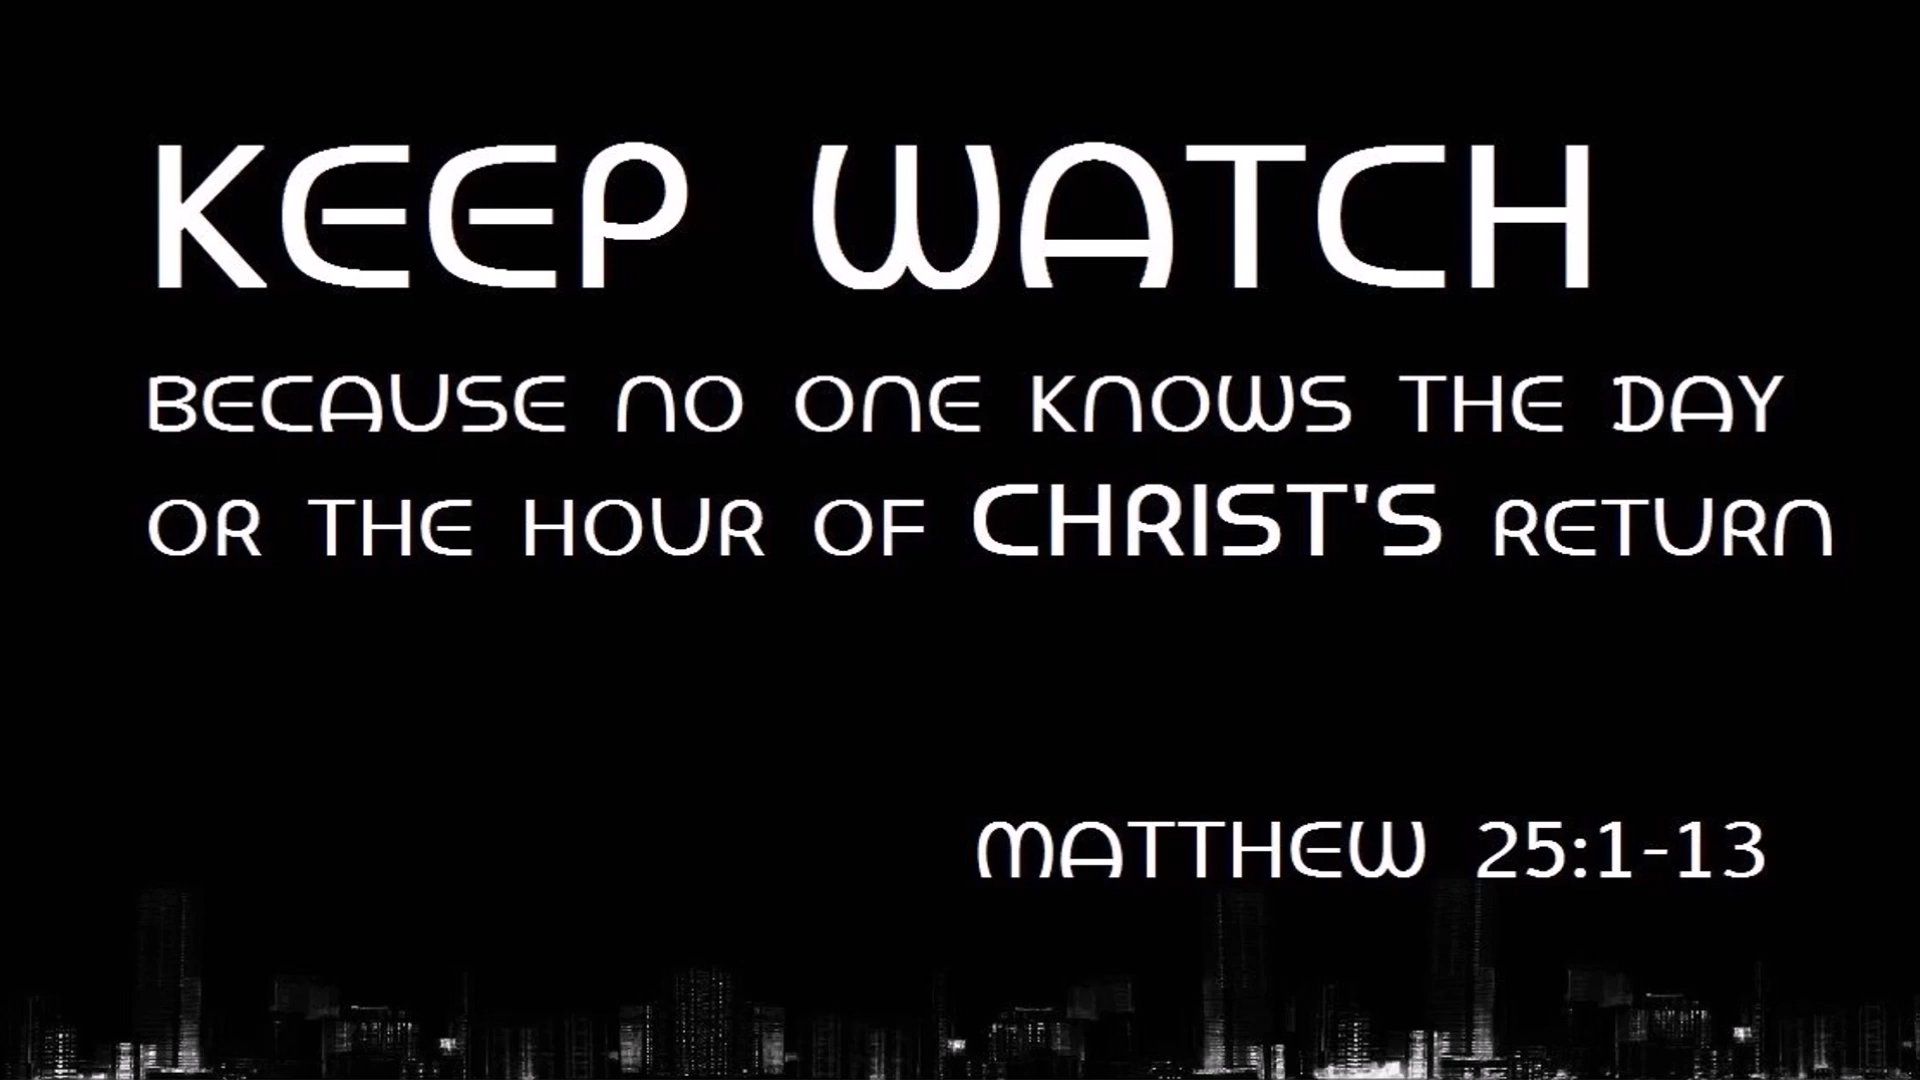 KEEP WATCH
BECAUSE NO ONE KNOWS THE DAY
OR THE HOUR OF CHRIST'S RETURN
MATTHEW 25:1-13